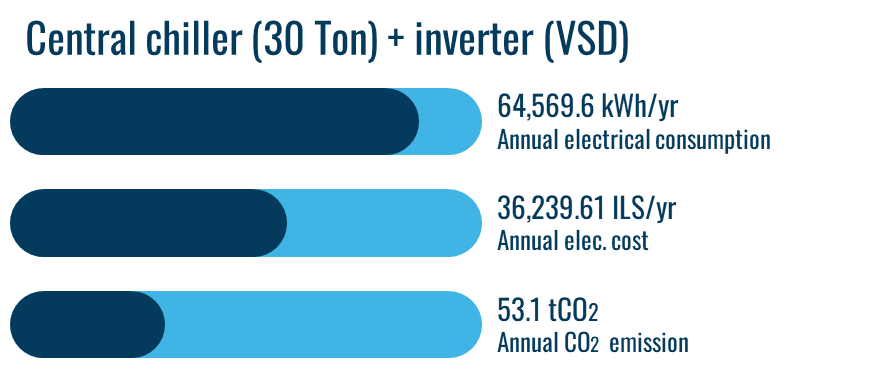 Central chiller (30 Ton) + inverter (VSD)
64,569.6 kWh/yr
Annual electrical consumption
36,239.61 ILS/yr
Annual elec. cost
53.1 tCO2
Annual CO2 emission